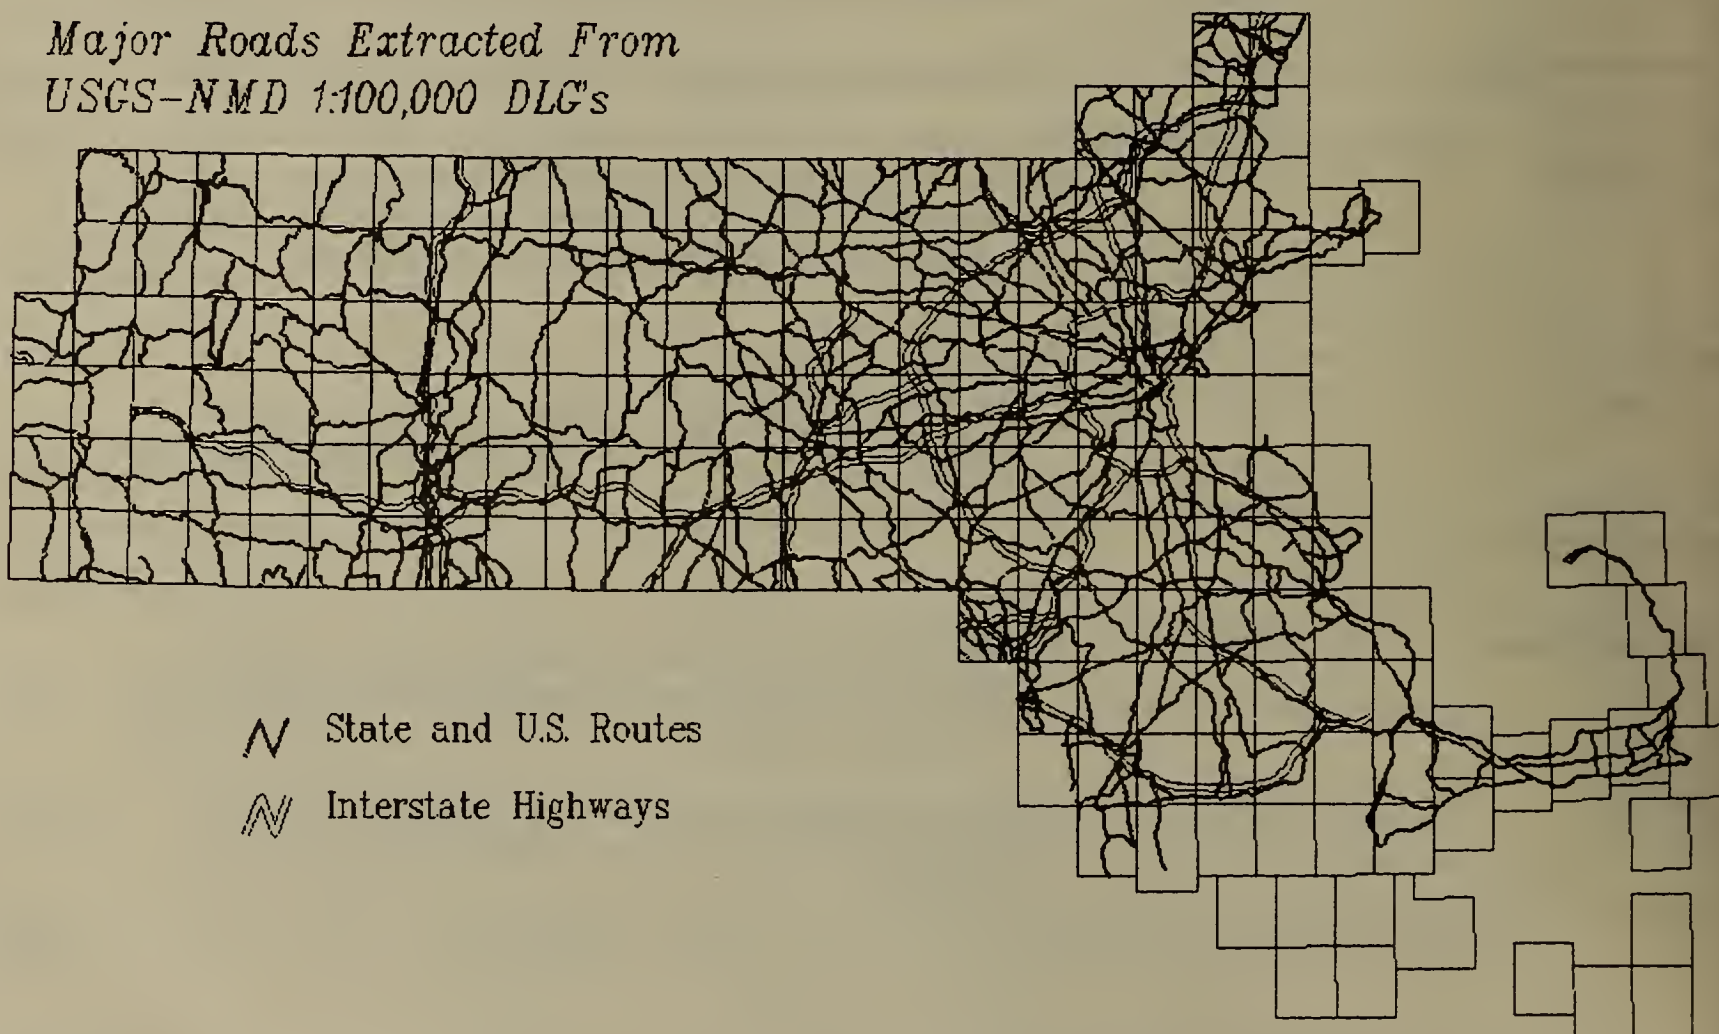 Major Roads Extracted From
USGS-NMD 1:100,000 DLG's
State and U.S. Routes
Interstate Highways